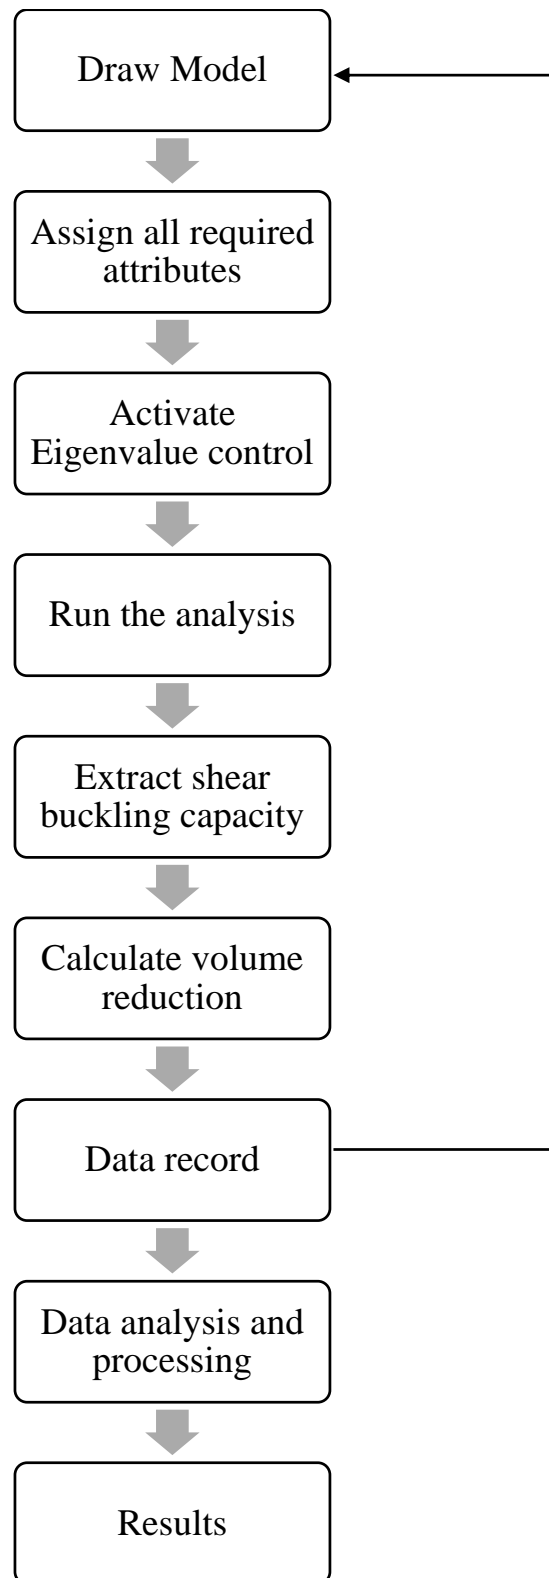 Draw Model
Assign all required
attributes
Activate
Eigenvalue control
Run the analysis
Extract shear
buckling capacity
Calculate volume
reduction
Data record
Data analysis and
processing
Results